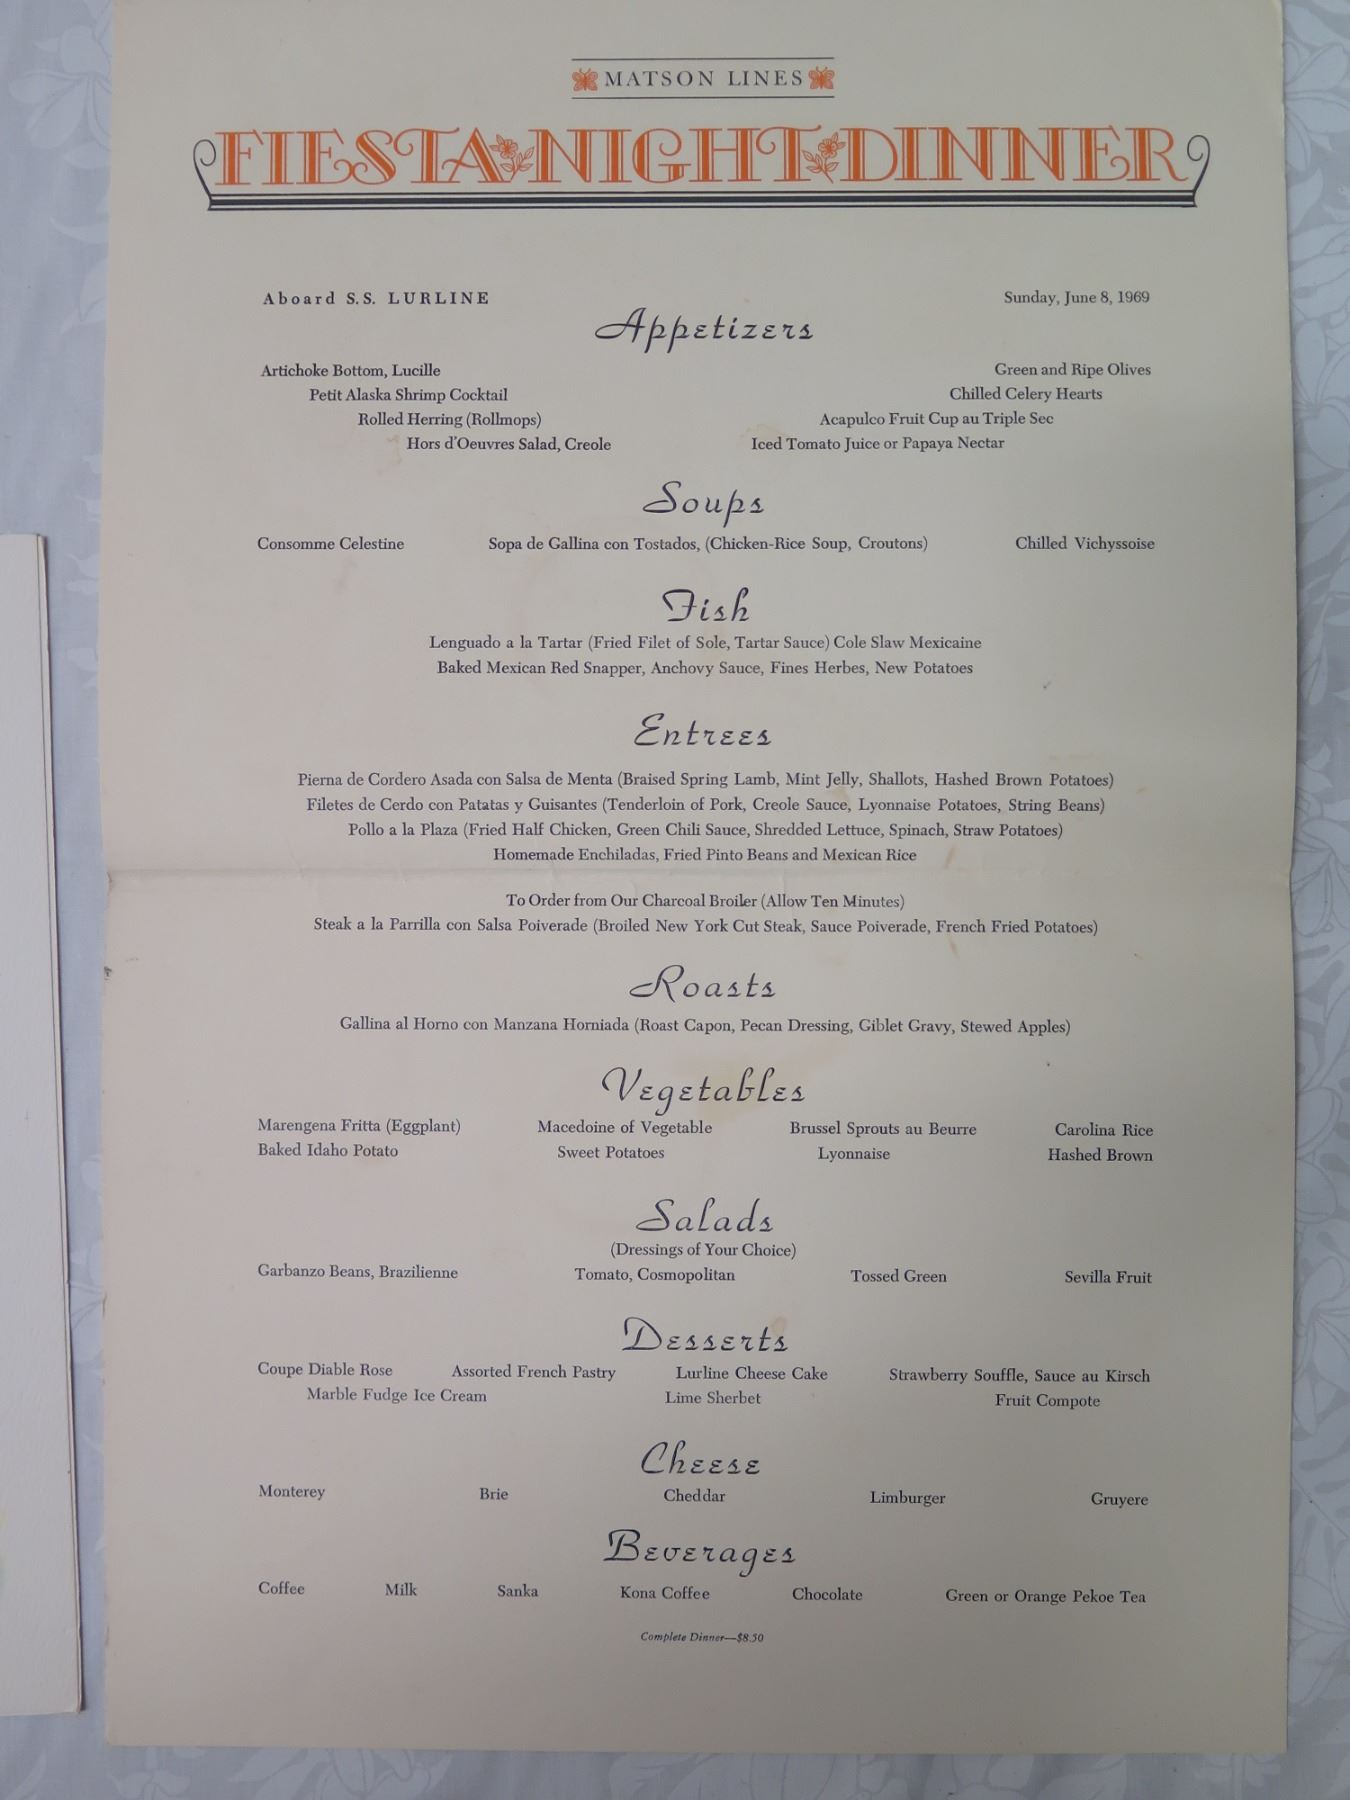 MATSON LINES
FIESTA NIGHT DINNER
Aboard S.S. LURLINE Sunday, June 8, 1969
Appetizers
Artichoke Bottom, Lucille Green and Ripe Olives
Petit Alaska Shrimp Cocktail Chilled Celery Hearts
Rolled Herring (Rollmops) Acapulco Fruit Cup au Triple Sec
Hors d'Oeuvres Salad, Creole Iced Tomato Juice or Papaya Nectar
Soups
Consomme Celestine Sopa de Gallina con Tostados, (Chicken-Rice Soup, Croutons) Chilled Vichyssoise
Fish
Lenguado a la Tartar (Fried Filet of Sole, Tartar Sauce) Cole Slaw Mexicaine
Baked Mexican Red Snapper, Anchovy Sauce, Fines Herbes, New Potatoes
Entrees
Pierna de Cordero Asada con Salsa de Menta (Braised Spring Lamb, Mint Jelly, Shallots, Hashed Brown Potatoes)
Filetes de Cerdo con Patatas y Guisantes (Tenderloin of Pork, Creole Sauce, Lyonnaise Potatoes, String Beans)
Pollo a la Plaza (Fried Half Chicken, Green Chili Sauce, Shredded Lettuce, Spinach, Straw Potatoes)
Homemade Enchiladas, Fried Pinto Beans and Mexican Rice
To Order from Our Charcoal Broiler (Allow Ten Minutes)
Steak a la Parrilla con Salsa Poiverade (Broiled New York Cut Steak, Sauce Poiverade, French Fried Potatoes)
Roasts
Gallina al Horno con Manzana Horniada (Roast Capon, Pecan Dressing, Giblet Gravy, Stewed Apples)
Vegetables
Marengena Fritta (Eggplant) Macedoine of Vegetable Brussel Sprouts au Beurre Carolina Rice
Baked Idaho Potato Sweet Potatoes Lyonnaise Hashed Brown
Salads
(Dressings of Your Choice)
Garbanzo Beans, Brazilienne Tomato, Cosmopolitan Tossed Green Sevilla Fruit
Desserts
Coupe Diable Rose Assorted French Pastry Lurline Cheese Cake Strawberry Souffle, Sauce au Kirsch
Marble Fudge Ice Cream Lime Sherbet Fruit Compote
Cheese
Monterey Brie Cheddar Limburger Gruyere
Beverages
Coffee Milk Sanka Kona Coffee Chocolate Green or Orange Pekoe Tea
Complete Dinner—$8.50